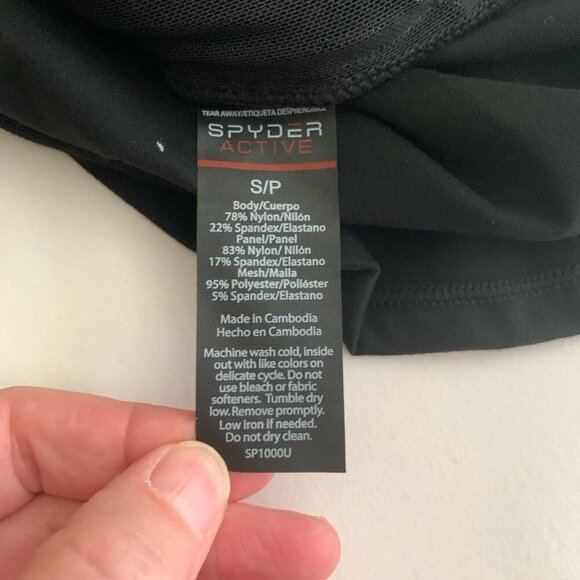 TEAR AWAY/ETIQUETA DESPRENDIBLE
SPYDER
ACTIVE
S/P
Body/Cuerpo
78% Nylon/Nilón
22% Spandex/Elastano
Panel/Panel
83% Nylon/ Nilón
17% Spandex/Elastano
Mesh/Malla
95% Polyester/Poliéster
5% Spandex/Elastano
Made in Cambodia
Hecho en Cambodia
Machine wash cold, inside
out with like colors on
delicate cycle. Do not
use bleach or fabric
softeners. Tumble dry
low. Remove promptly.
Low iron if needed.
Do not dry clean.
SP1000U